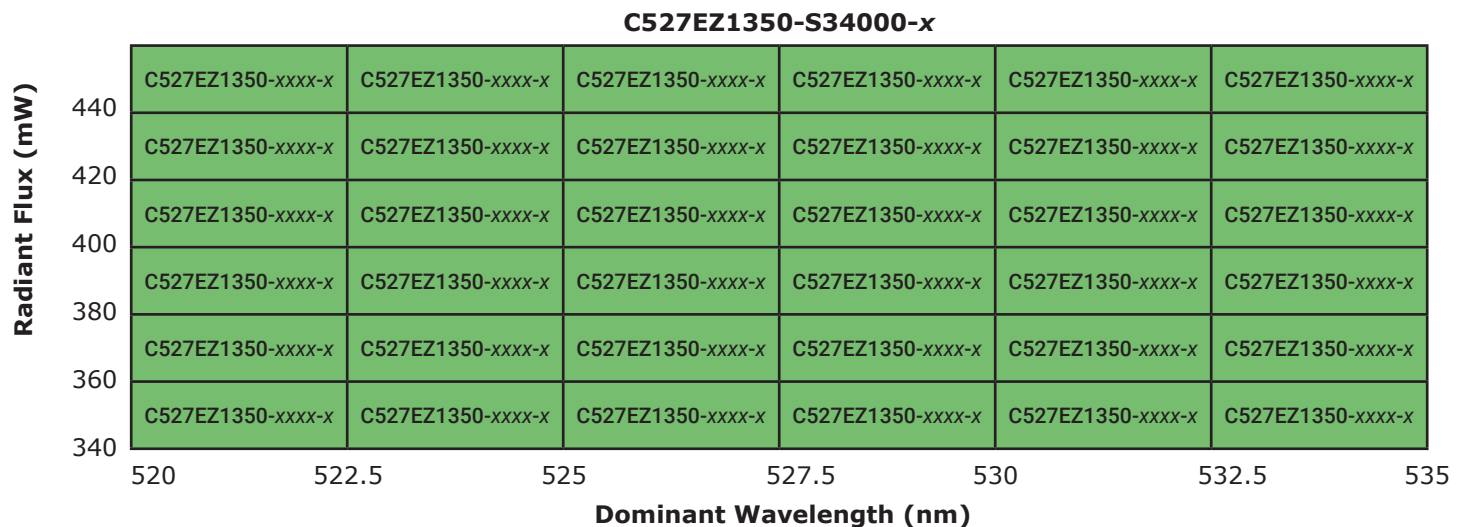 C527EZ1350-S34000-x
Radiant Flux (mW)
C527EZ1350-xxxx-x C527EZ1350-xxxx-x C527EZ1350-xxxx-x C527EZ1350-xxxx-x C527EZ1350-xxxx-x C527EZ1350-xxxx-x
440
C527EZ1350-xxxx-x C527EZ1350-xxxx-x C527EZ1350-xxxx-x C527EZ1350-xxxx-x C527EZ1350-xxxx-x C527EZ1350-xxxx-x
420
C527EZ1350-xxxx-x C527EZ1350-xxxx-x C527EZ1350-xxxx-x C527EZ1350-xxxx-x C527EZ1350-xxxx-x C527EZ1350-xxxx-x
400
C527EZ1350-xxxx-x C527EZ1350-xxxx-x C527EZ1350-xxxx-x C527EZ1350-xxxx-x C527EZ1350-xxxx-x C527EZ1350-xxxx-x
380
C527EZ1350-xxxx-x C527EZ1350-xxxx-x C527EZ1350-xxxx-x C527EZ1350-xxxx-x C527EZ1350-xxxx-x C527EZ1350-xxxx-x
360
C527EZ1350-xxxx-x C527EZ1350-xxxx-x C527EZ1350-xxxx-x C527EZ1350-xxxx-x C527EZ1350-xxxx-x C527EZ1350-xxxx-x
340
520 522.5 525 527.5 530 532.5 535
Dominant Wavelength (nm)